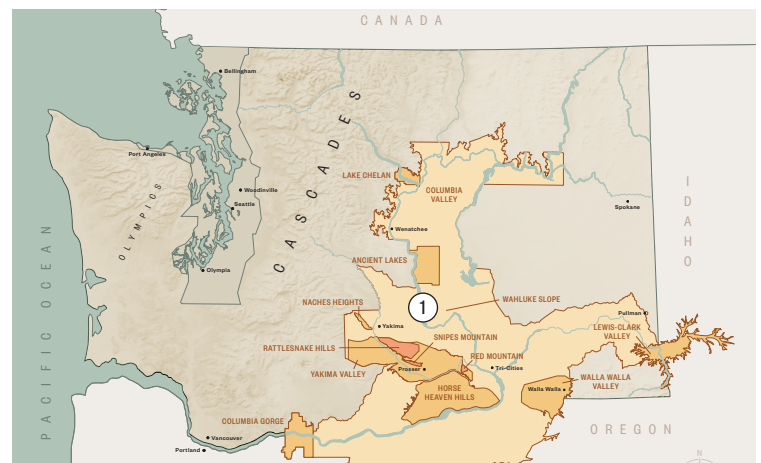 CANADA
Bellingham
CASCADES
Port Angeles
LAKE CHELAN
COLUMBIA
VALLEY
IDAHO
OLYMPICS
Woodinville
Seattle
Spokane
PACIFIC OCEAN
Wenatchee
ANCIENT LAKES
Olympia
NACHES HEIGHTS
1
WAHLUKE SLOPE
Pullman
Yakima
LEWIS-CLARK
VALLEY
SNIPES MOUNTAIN
RATTLESNAKE HILLS
RED MOUNTAIN
Prosser
Tri-Cities
YAKIMA VALLEY
WALLA WALLA
VALLEY
HORSE
HEAVEN HILLS
Walla Walla
COLUMBIA GORGE
OREGON
Vancouver
Portland
N